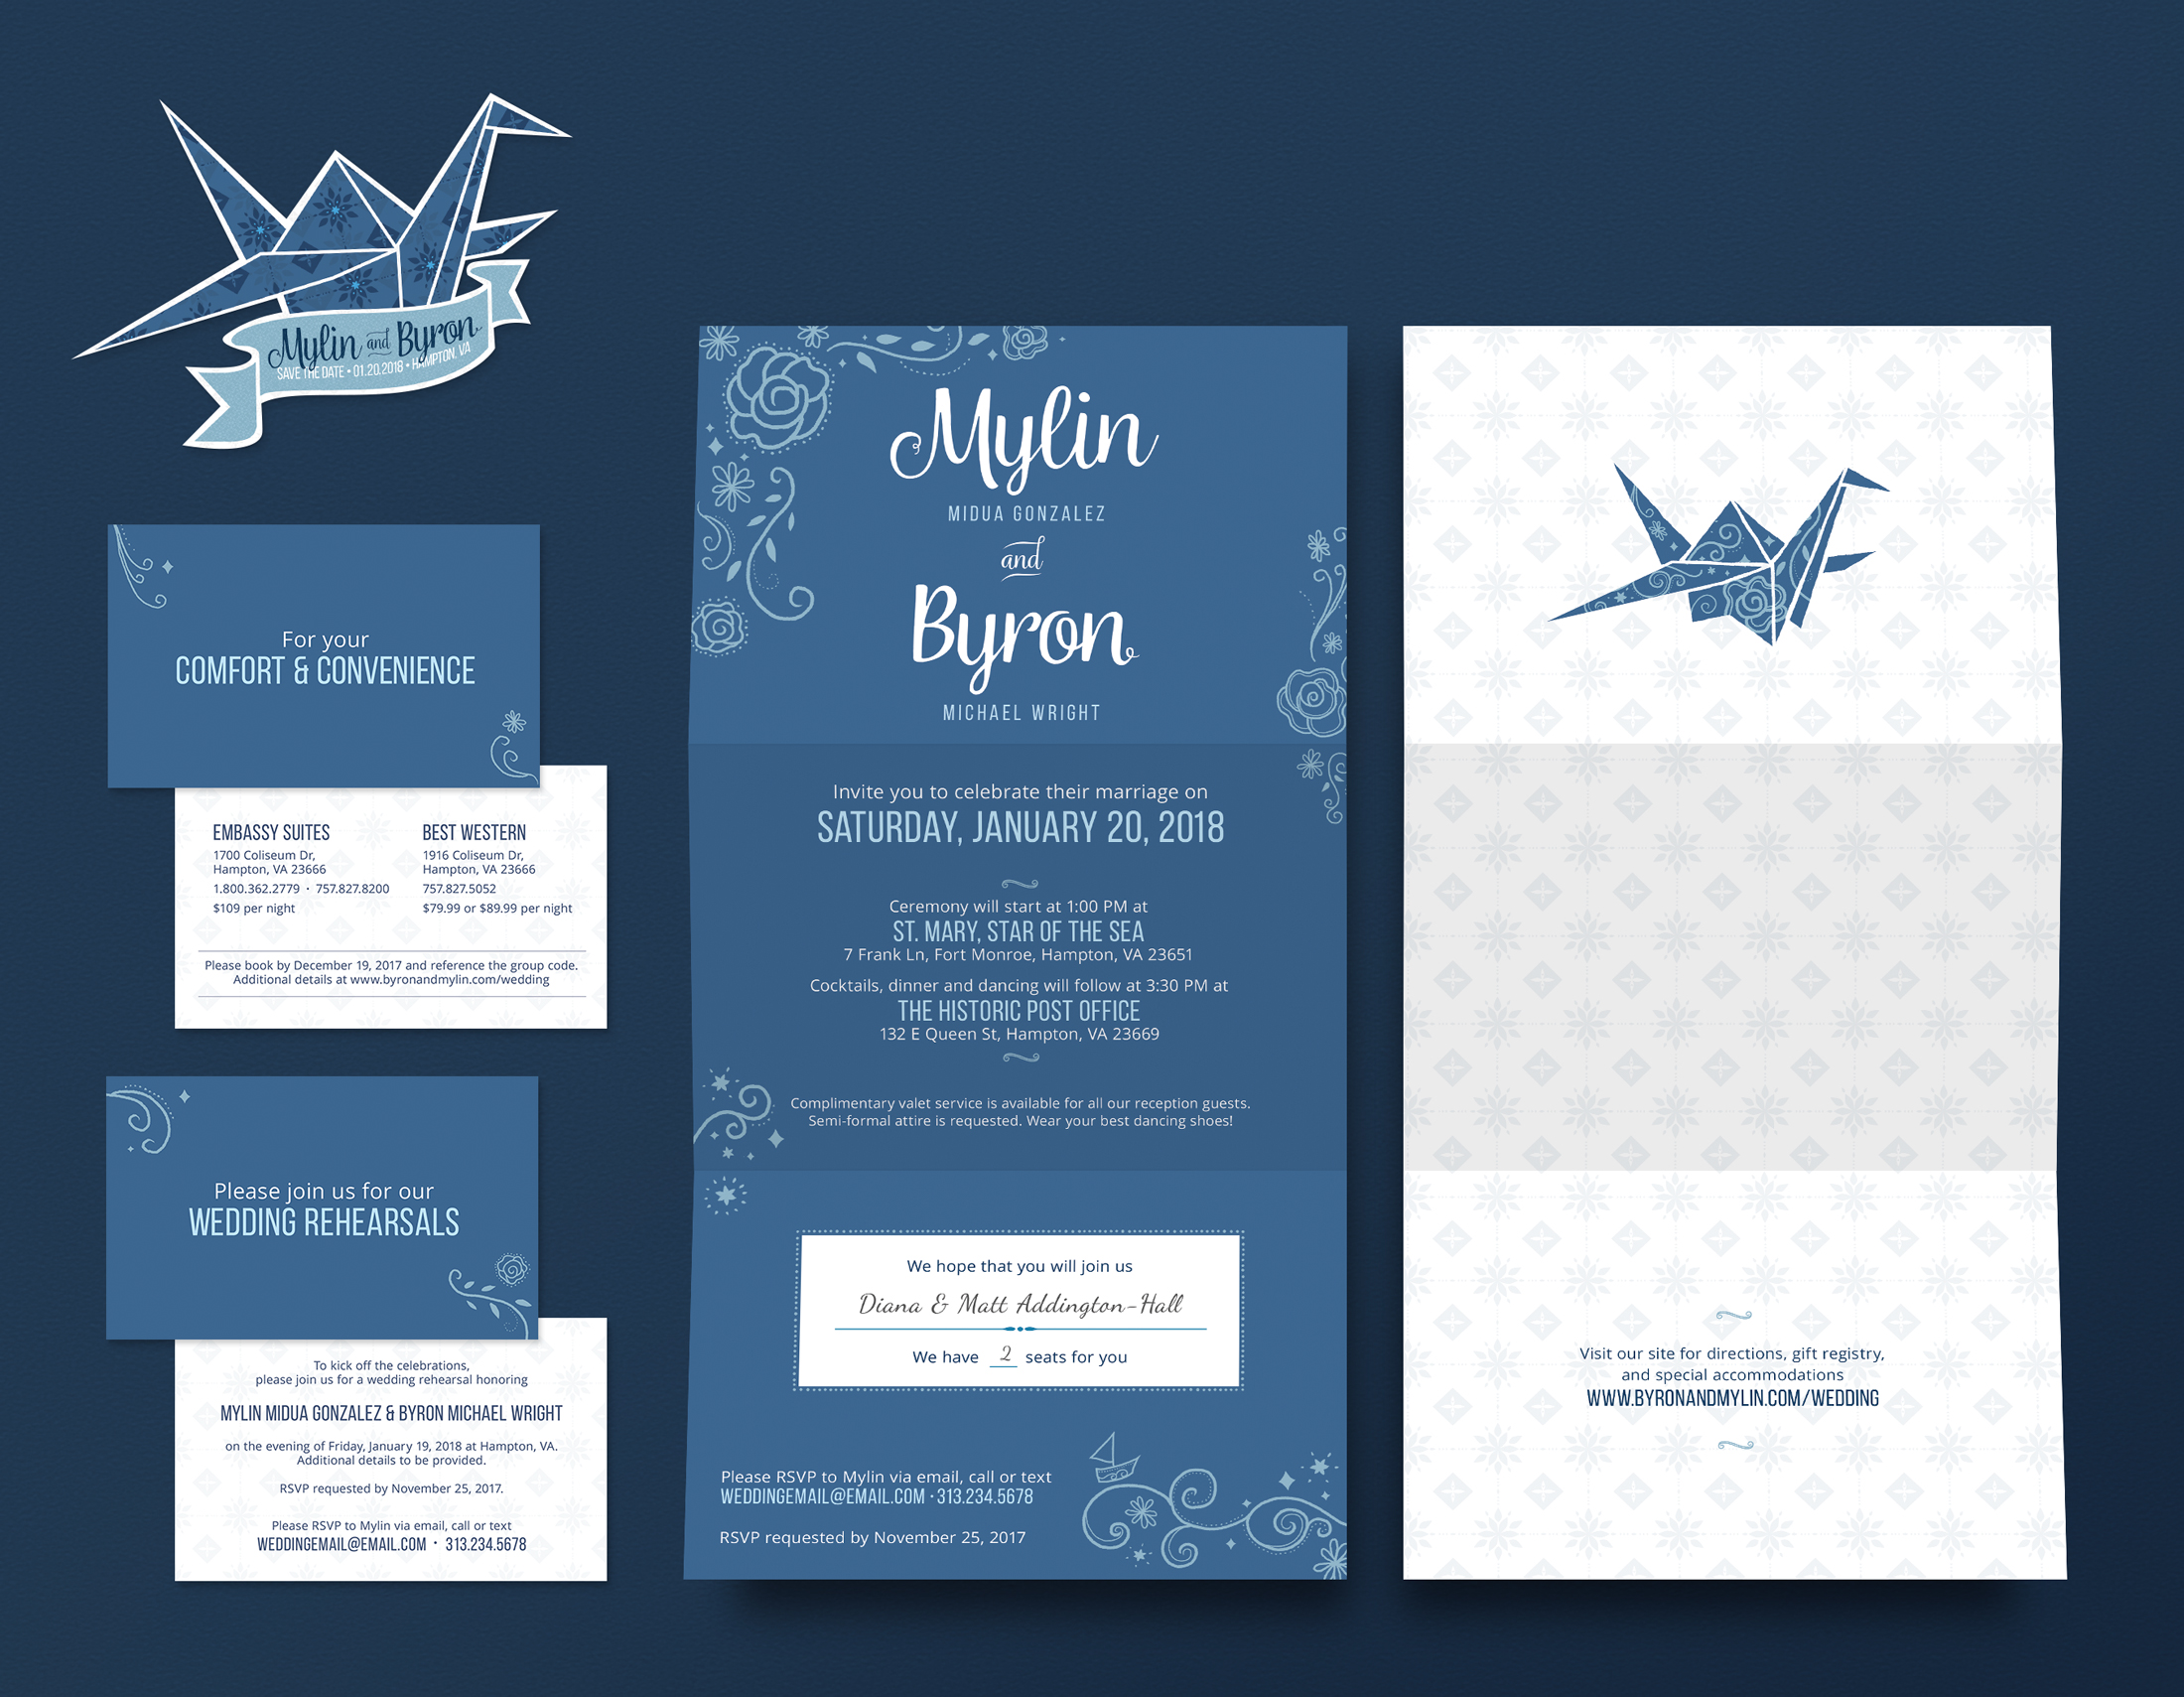 Mylin and Byron
SAVE THE DATE • 01.20.2018 • HAMPTON, VA
For your
COMFORT & CONVENIENCE
EMBASSY SUITES
1700 Coliseum Dr,
Hampton, VA 23666
1.800.362.2779 · 757.827.8200
$109 per night
BEST WESTERN
1916 Coliseum Dr,
Hampton, VA 23666
757.827.5052
$79.99 or $89.99 per night
Please book by December 19, 2017 and reference the group code.
Additional details at www.byronandmylin.com/wedding
Please join us for our
WEDDING REHEARSALS
To kick off the celebrations,
please join us for a wedding rehearsal honoring
MYLIN MIDUA GONZALEZ & BYRON MICHAEL WRIGHT
on the evening of Friday, January 19, 2018 at Hampton, VA.
Additional details to be provided.
RSVP requested by November 25, 2017.
Please RSVP to Mylin via email, call or text
WEDDINGEMAIL@EMAIL.COM · 313.234.5678
Mylin
MIDUA GONZALEZ
and
Byron
MICHAEL WRIGHT
Invite you to celebrate their marriage on
SATURDAY, JANUARY 20, 2018
Ceremony will start at 1:00 PM at
ST. MARY, STAR OF THE SEA
7 Frank Ln, Fort Monroe, Hampton, VA 23651
Cocktails, dinner and dancing will follow at 3:30 PM at
THE HISTORIC POST OFFICE
132 E Queen St, Hampton, VA 23669
Complimentary valet service is available for all our reception guests.
Semi-formal attire is requested. Wear your best dancing shoes!
We hope that you will join us
Diana & Matt Addington-Hall
We have 2 seats for you
Please RSVP to Mylin via email, call or text
WEDDINGEMAIL@EMAIL.COM · 313.234.5678
RSVP requested by November 25, 2017
Visit our site for directions, gift registry,
and special accommodations
WWW.BYRONANDMYLIN.COM/WEDDING